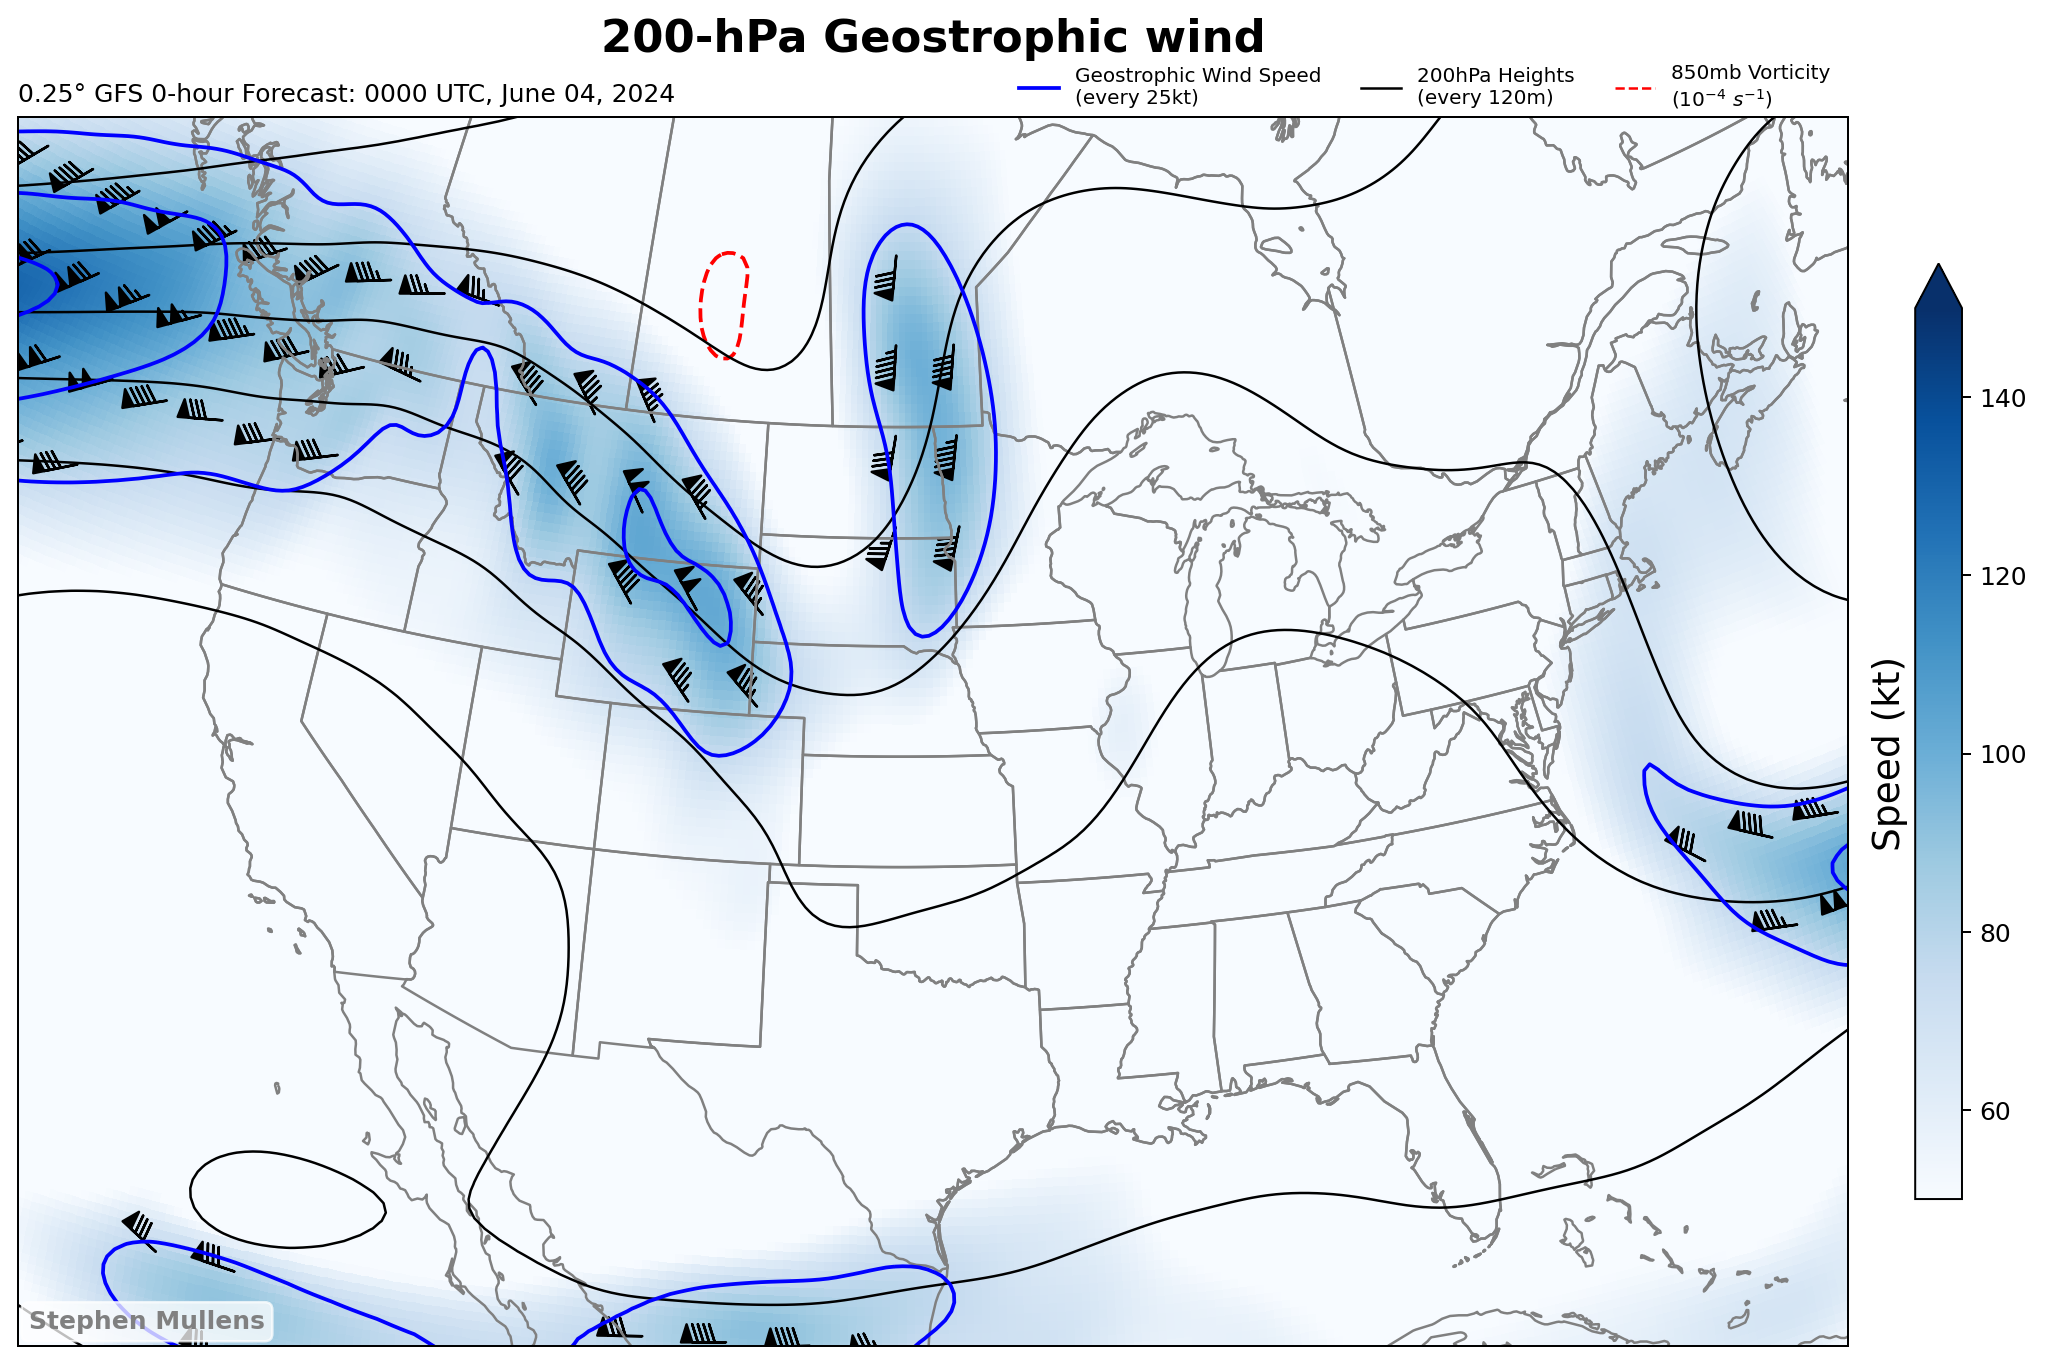 200-hPa Geostrophic wind
0.25° GFS 0-hour Forecast: 0000 UTC, June 04, 2024
Geostrophic Wind Speed
(every 25kt)
200hPa Heights
(every 120m)
850mb Vorticity
(10⁻⁴ s⁻¹)
140
120
100
80
60
Speed (kt)
Stephen Mullens